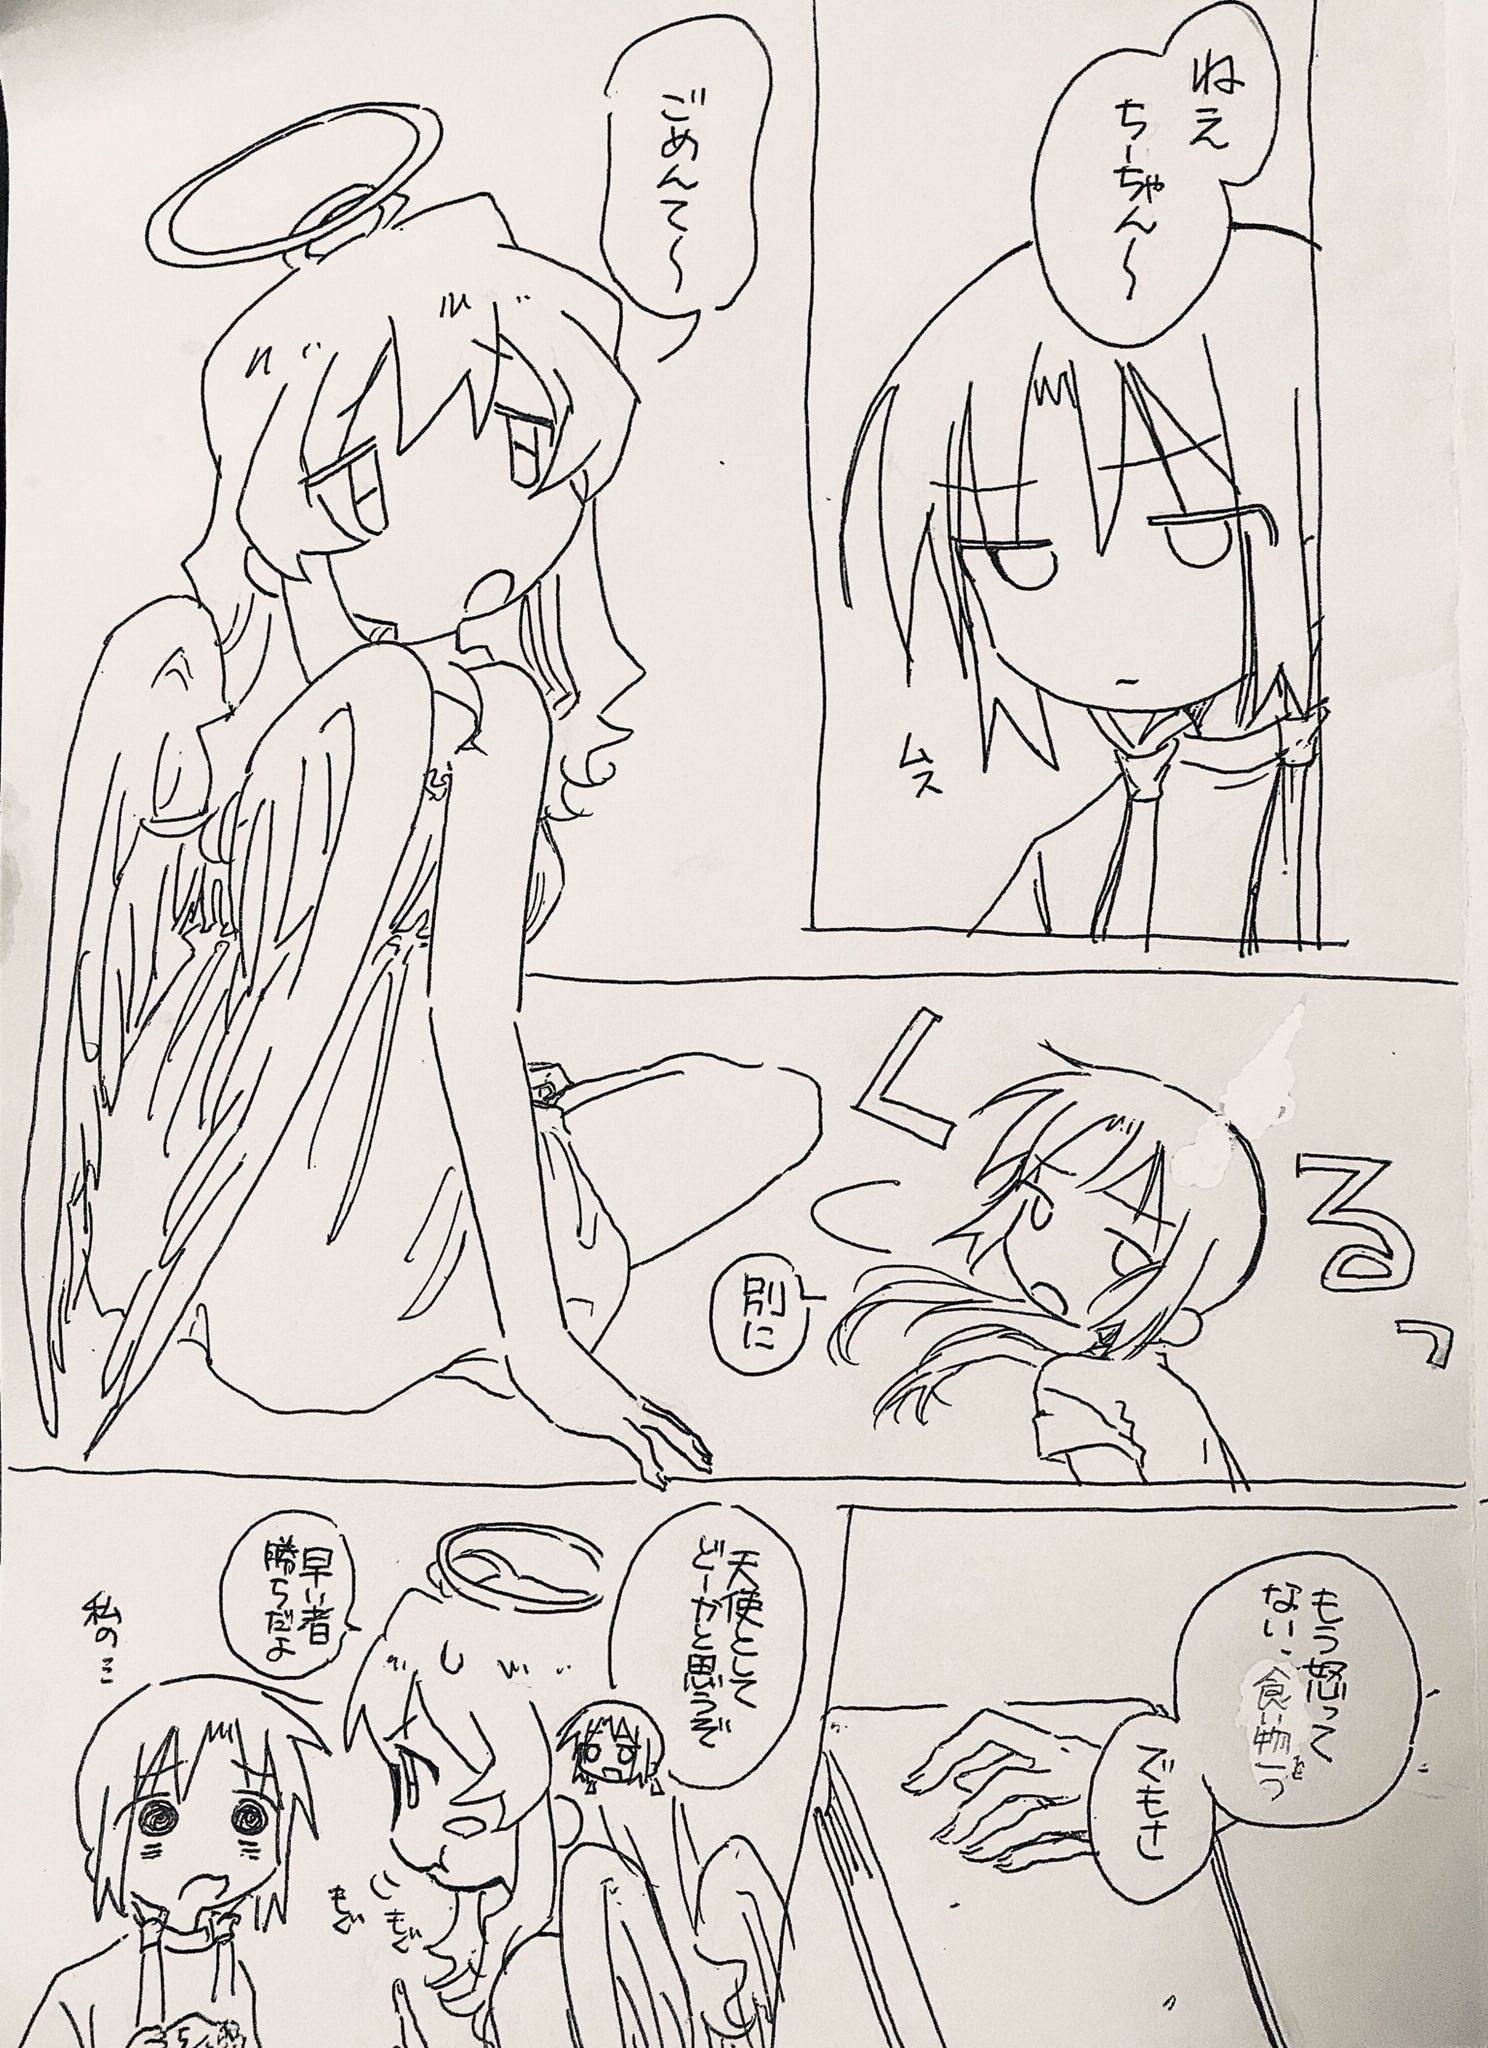 ねえ
ちーちゃん〜
ムス
ごめんて〜
くるっ
別に
もう怒って
ない、食い物一つを
でもさ
天使として
どーかと思うぞ
もぐ
もぐ
早い者
勝ちだよ
私の…